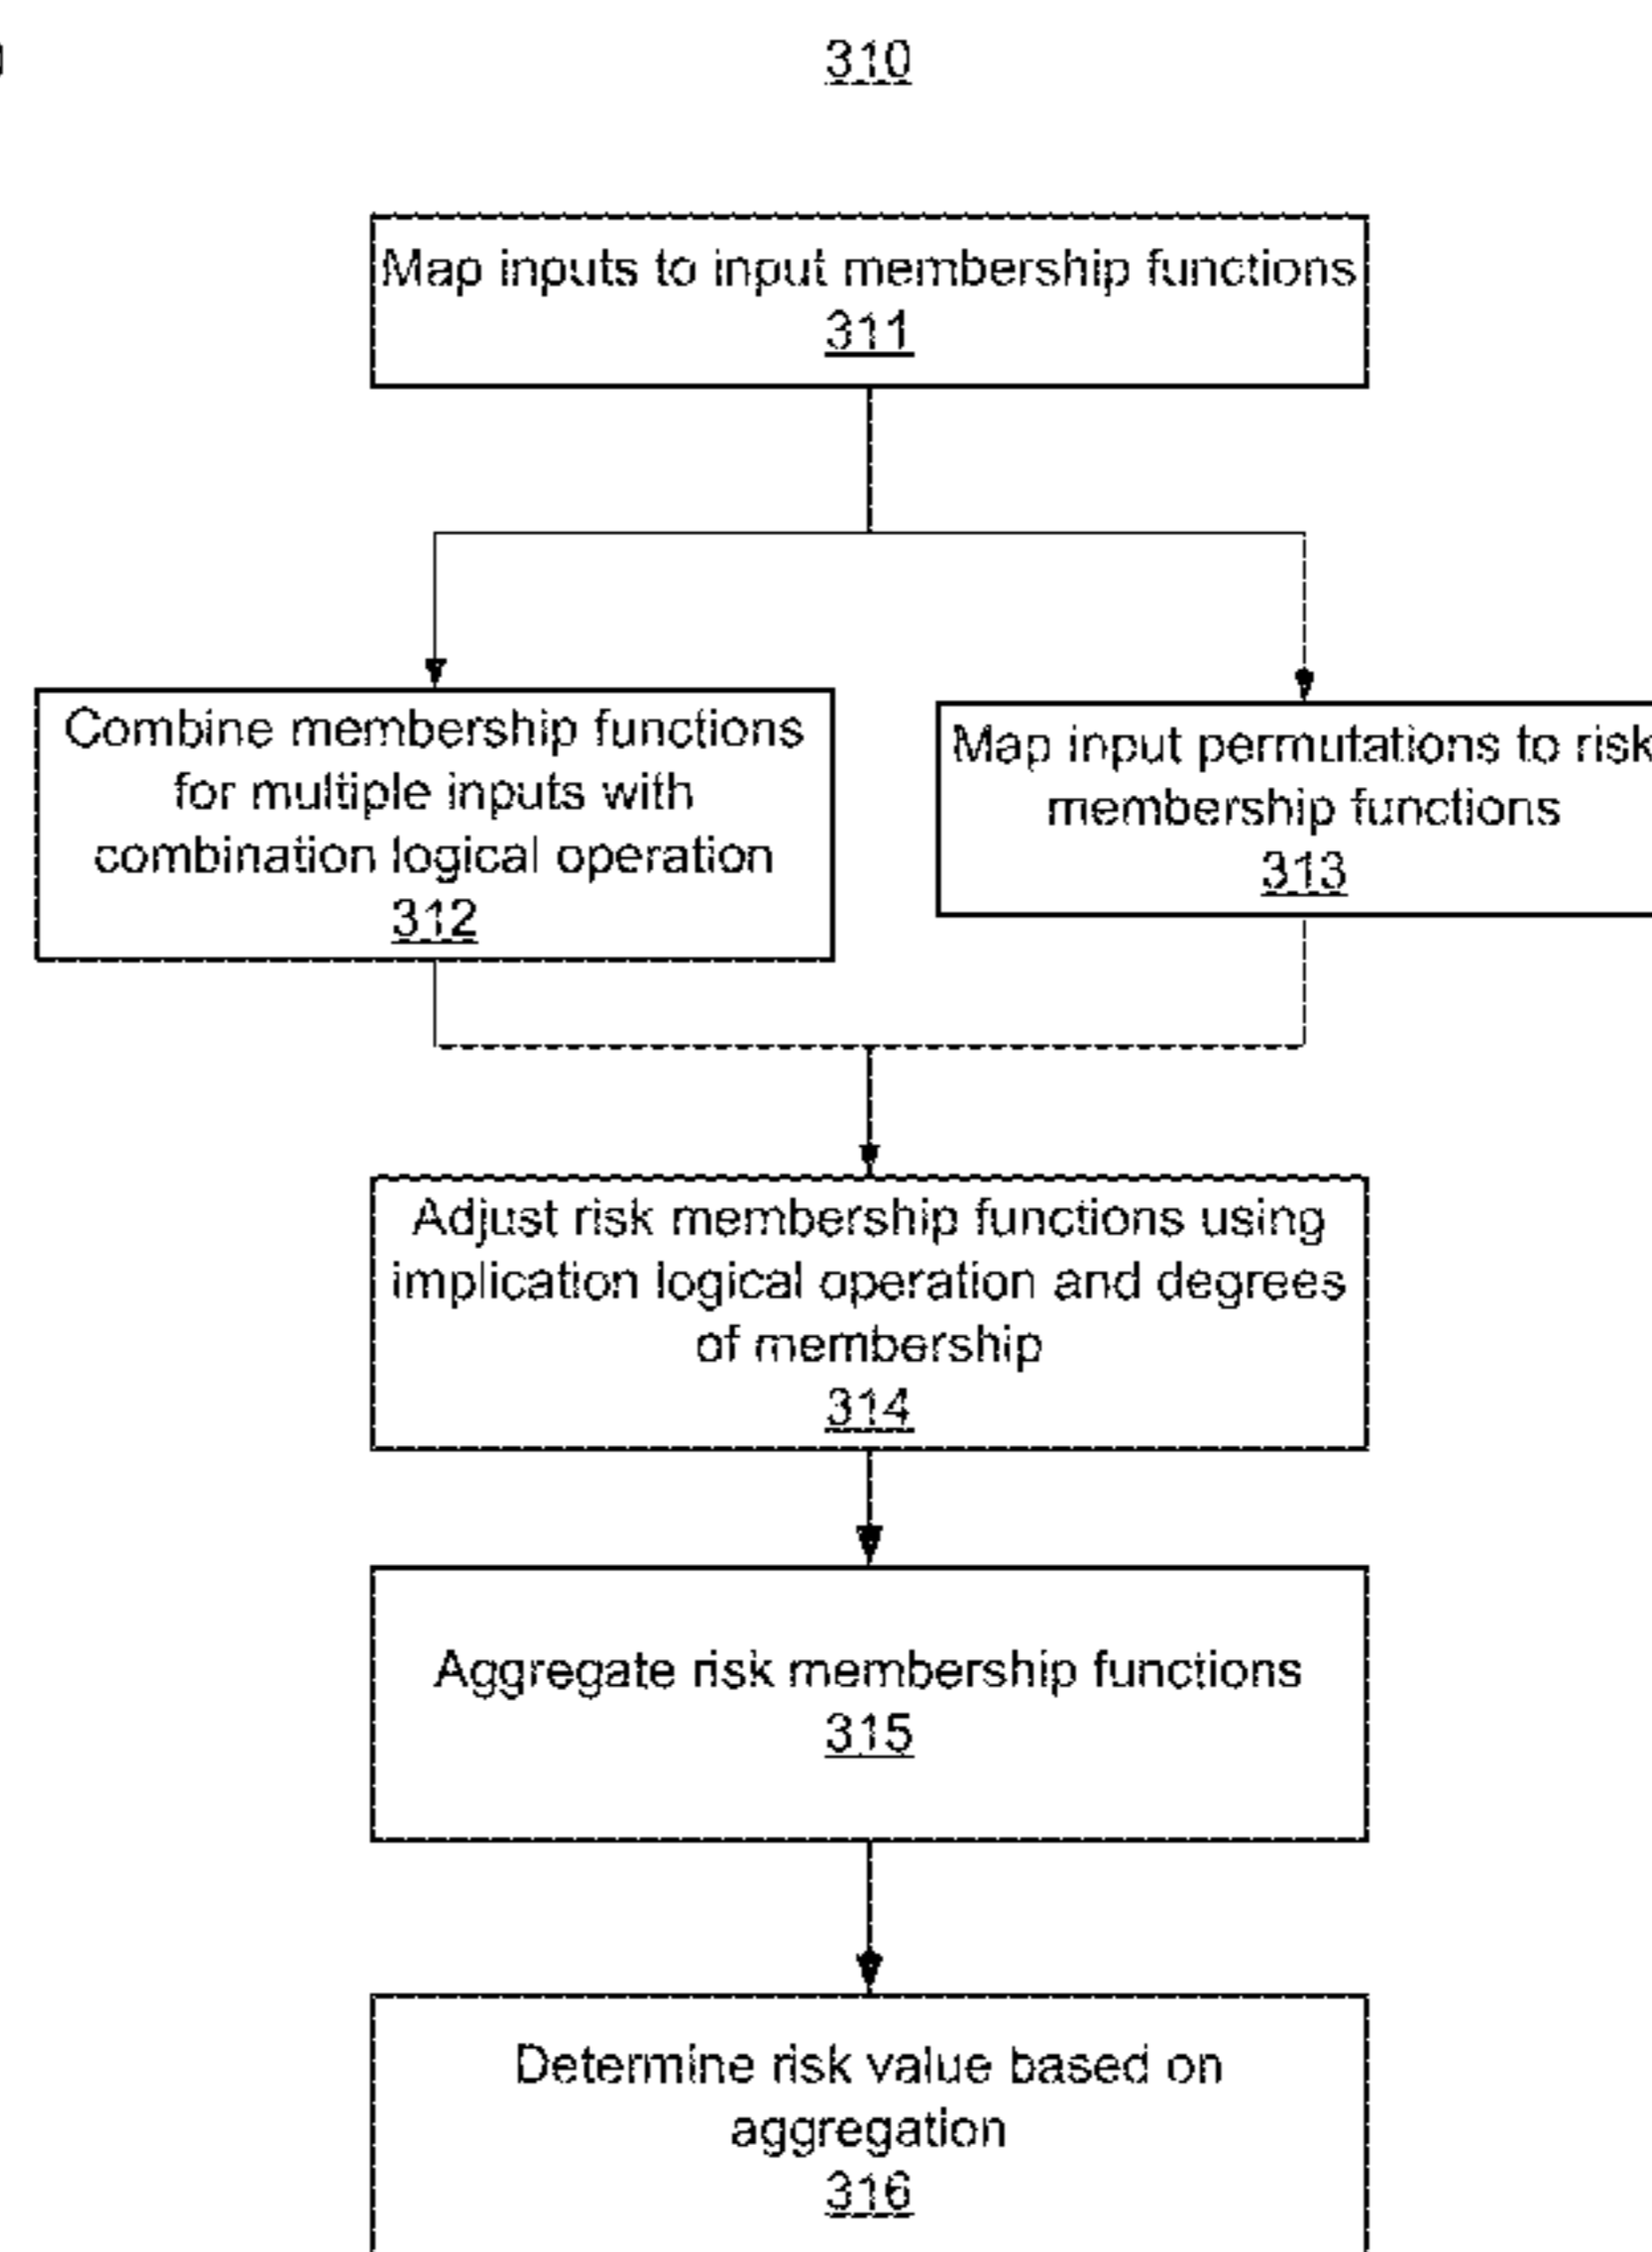 310
Map inputs to input membership functions
311
Combine membership functions
for multiple inputs with
combination logical operation
312
Map input permutations to risk
membership functions
313
Adjust risk membership functions using
implication logical operation and degrees
of membership
314
Aggregate risk membership functions
315
Determine risk value based on
aggregation
316